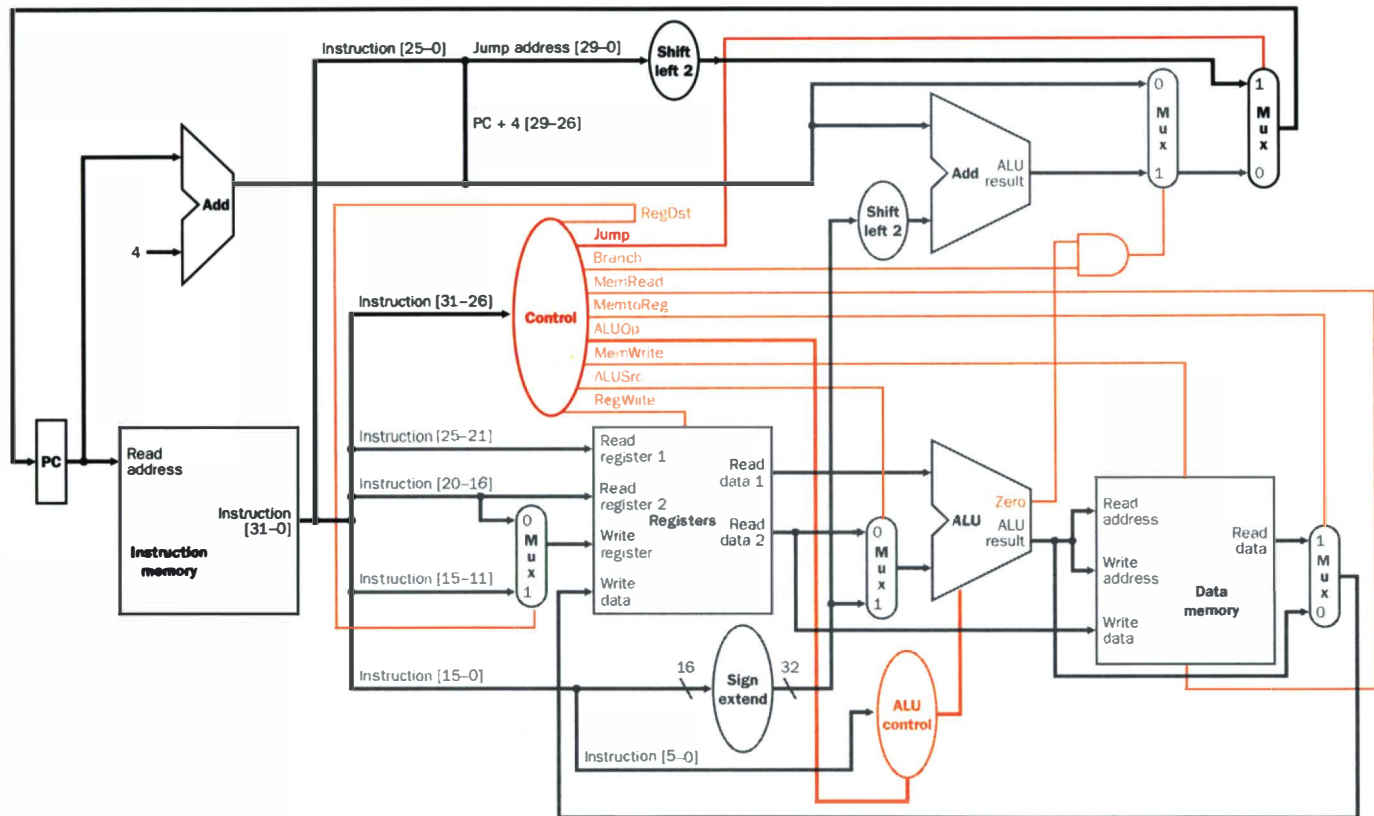 Instruction [25–0]
Jump address [29–0]
Shift
left 2
PC + 4 [29–26]
0
M
u
x
1
1
M
u
x
0
Add
4
Add
ALU
result
Shift
left 2
RegDst
Jump
Branch
MemRead
MemtoReg
ALUOp
MemWrite
ALUSrc
RegWrite
Control
Instruction [31–26]
PC
Read
address
Instruction
[31–0]
Instruction
memory
Instruction [25–21]
Instruction [20–16]
Instruction [15–11]
0
M
u
x
1
Read
register 1
Read
register 2
Write
register
Write
data
Registers
Read
data 1
Read
data 2
0
M
u
x
1
Zero
ALU
ALU
result
Read
address
Write
address
Write
data
Read
data
Data
memory
1
M
u
x
0
Instruction [15–0]
16
Sign
extend
32
ALU
control
Instruction [5–0]